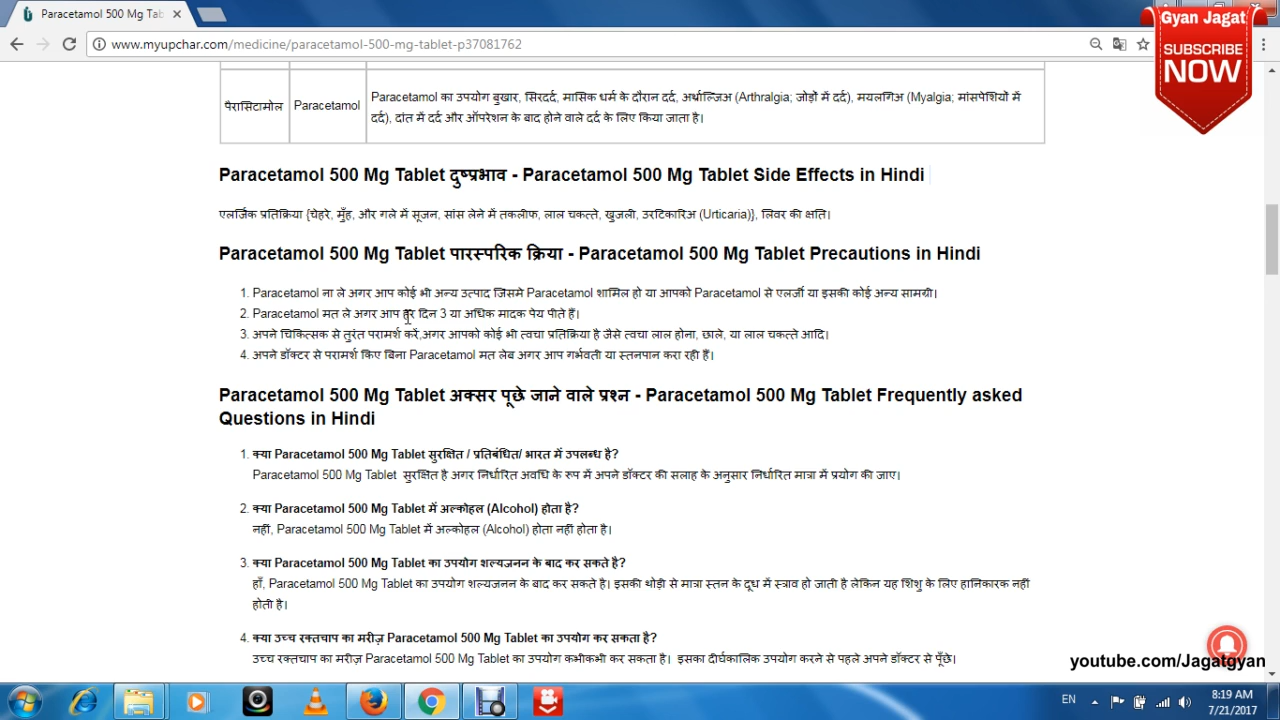 Paracetamol 500 Mg Tab
Gyan Jagat
SUBSCRIBE
NOW
www.myupchar.com/medicine/paracetamol-500-mg-tablet-p37081762
पैरासिटामोल Paracetamol
Paracetamol का उपयोग बुखार, सिरदर्द, मासिक धर्म के दौरान दर्द, अर्थाल्जिअ (Arthralgia; जोड़ों में दर्द), मयलगिअ (Myalgia; मांसपेशियों में
दर्द), दांत में दर्द और ऑपरेशन के बाद होने वाले दर्द के लिए किया जाता है।
Paracetamol 500 Mg Tablet दुष्प्रभाव - Paracetamol 500 Mg Tablet Side Effects in Hindi
एलर्जिक प्रतिक्रिया {चेहरे, मुँह, और गले में सूजन, सांस लेने में तकलीफ, लाल चकत्ते, खुजली, उरटिकारिअ (Urticaria)}, लिवर की क्षति।
Paracetamol 500 Mg Tablet पारस्परिक क्रिया - Paracetamol 500 Mg Tablet Precautions in Hindi
1. Paracetamol ना ले अगर आप कोई भी अन्य उत्पाद जिसमे Paracetamol शामिल हो या आपको Paracetamol से एलर्जी या इसकी कोई अन्य सामग्री।
2. Paracetamol मत ले अगर आप हर दिन 3 या अधिक मादक पेय पीते हैं।
3. अपने चिकित्सक से तुरंत परामर्श करें,अगर आपको कोई भी त्वचा प्रतिक्रिया है जैसे त्वचा लाल होना, छाले, या लाल चकत्ते आदि।
4. अपने डॉक्टर से परामर्श किए बिना Paracetamol मत लेब अगर आप गर्भवती या स्तनपान करा रही हैं।
Paracetamol 500 Mg Tablet अक्सर पूछे जाने वाले प्रश्न - Paracetamol 500 Mg Tablet Frequently asked
Questions in Hindi
1. क्या Paracetamol 500 Mg Tablet सुरक्षित / प्रतिबंधित/ भारत में उपलब्ध है?
Paracetamol 500 Mg Tablet सुरक्षित है अगर निर्धारित अवधि के रूप में अपने डॉक्टर की सलाह के अनुसार निर्धारित मात्रा में प्रयोग की जाए।
2. क्या Paracetamol 500 Mg Tablet में अल्कोहल (Alcohol) होता है?
नहीं, Paracetamol 500 Mg Tablet में अल्कोहल (Alcohol) होता नहीं होता है।
3. क्या Paracetamol 500 Mg Tablet का उपयोग शल्यजनन के बाद कर सकते है?
हाँ, Paracetamol 500 Mg Tablet का उपयोग शल्यजनन के बाद कर सकते है। इसकी थोड़ी से मात्रा स्तन के दूध में स्त्राव हो जाती है लेकिन यह शिशु के लिए हानिकारक नहीं
होती है।
4. क्या उच्च रक्तचाप का मरीज़ Paracetamol 500 Mg Tablet का उपयोग कर सकता है?
उच्च रक्तचाप का मरीज़ Paracetamol 500 Mg Tablet का उपयोग कभीकभी कर सकता है। इसका दीर्घकालिक उपयोग करने से पहले अपने डॉक्टर से पूँछे।
youtube.com/Jagatgyan
EN
8:19 AM
7/21/2017